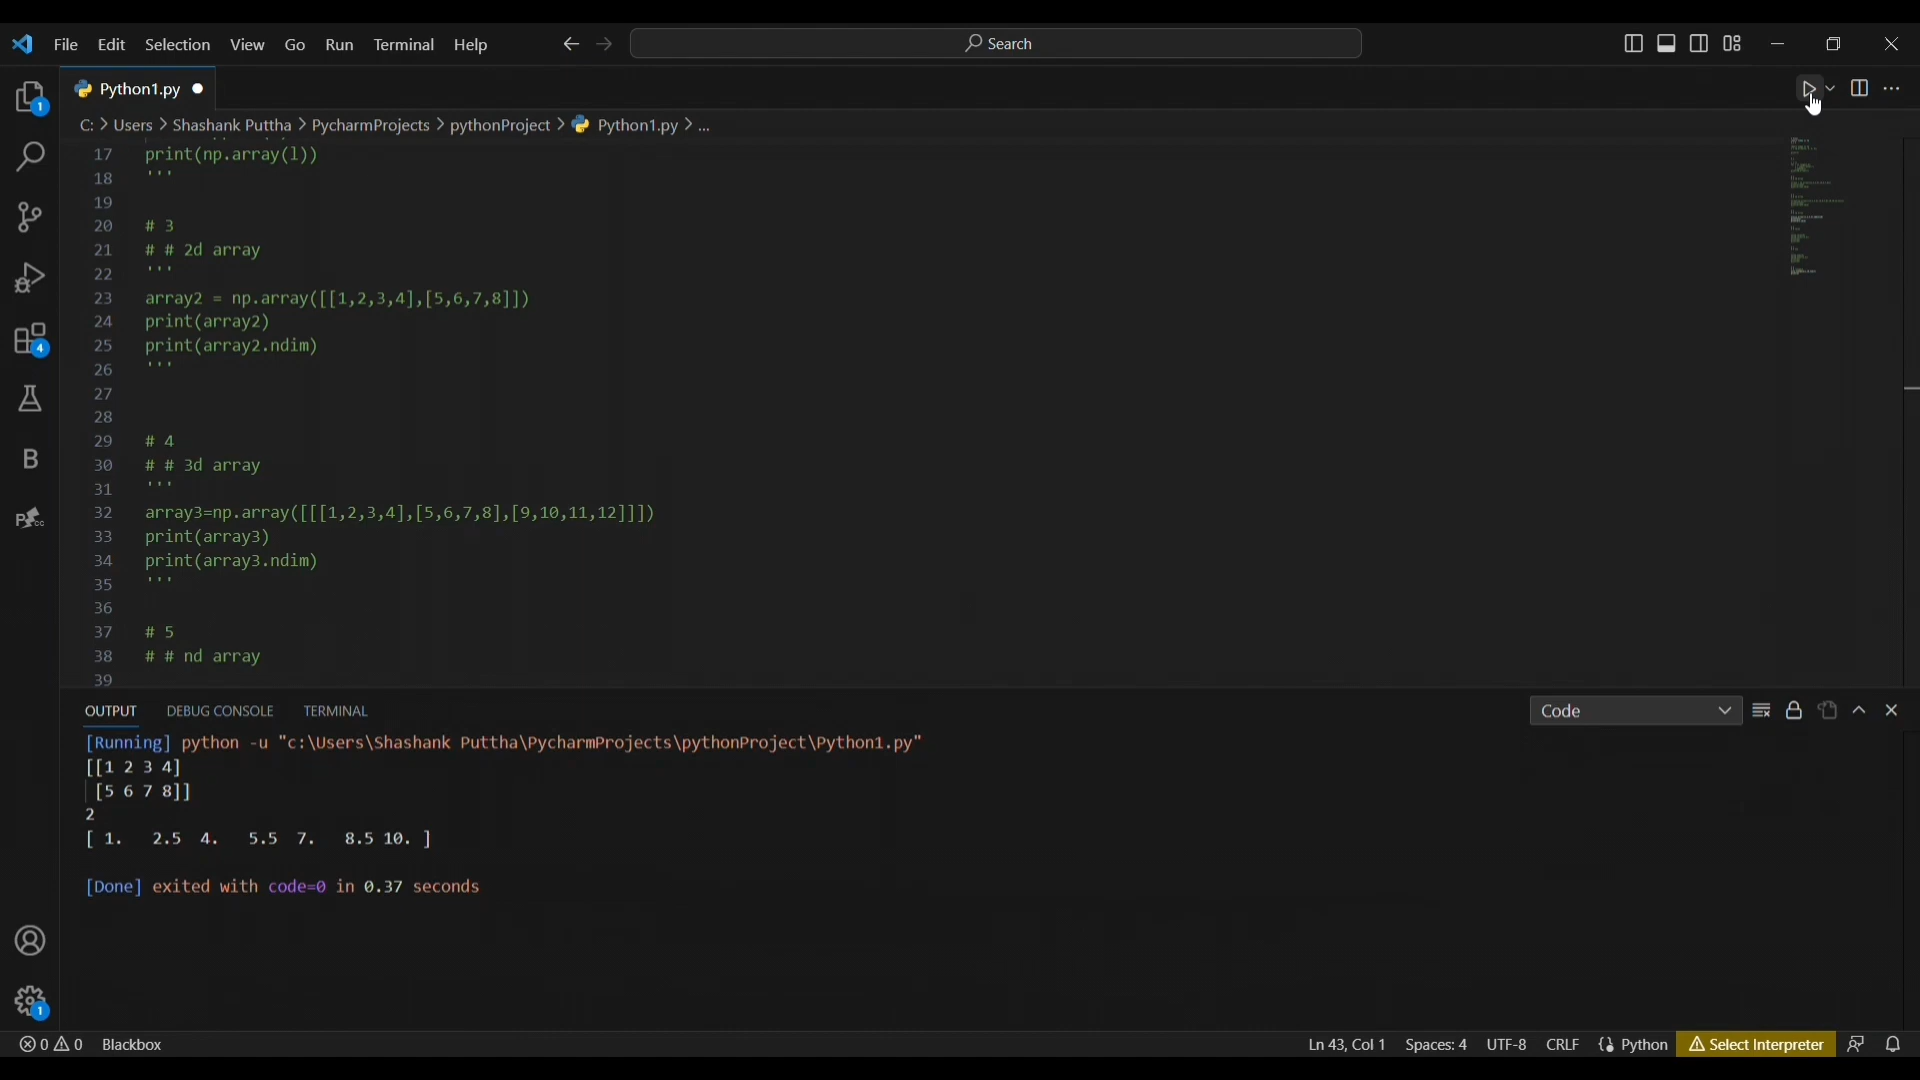 File Edit Selection View Go Run Terminal Help Search
Python1.py
C: > Users > Shashank Puttha > PycharmProjects > pythonProject > Python1.py > ...
17 print(np.array(l))
18 '''
19
20 # 3
21 # # 2d array
22 '''
23 array2 = np.array([[1,2,3,4],[5,6,7,8]])
24 print(array2)
25 print(array2.ndim)
26 '''
27
28
29 # 4
30 # # 3d array
31 '''
32 array3=np.array([[[1,2,3,4],[5,6,7,8],[9,10,11,12]]])
33 print(array3)
34 print(array3.ndim)
35 '''
36
37 # 5
38 # # nd array
39
OUTPUT DEBUG CONSOLE TERMINAL Code
[Running] python -u "c:\Users\Shashank Puttha\PycharmProjects\pythonProject\Python1.py"
[[1 2 3 4]
[5 6 7 8]]
2
[ 1. 2.5 4. 5.5 7. 8.5 10. ]
[Done] exited with code=0 in 0.37 seconds
0 0 Blackbox Ln 43, Col 1 Spaces: 4 UTF-8 CRLF Python Select Interpreter
1
4
B
1